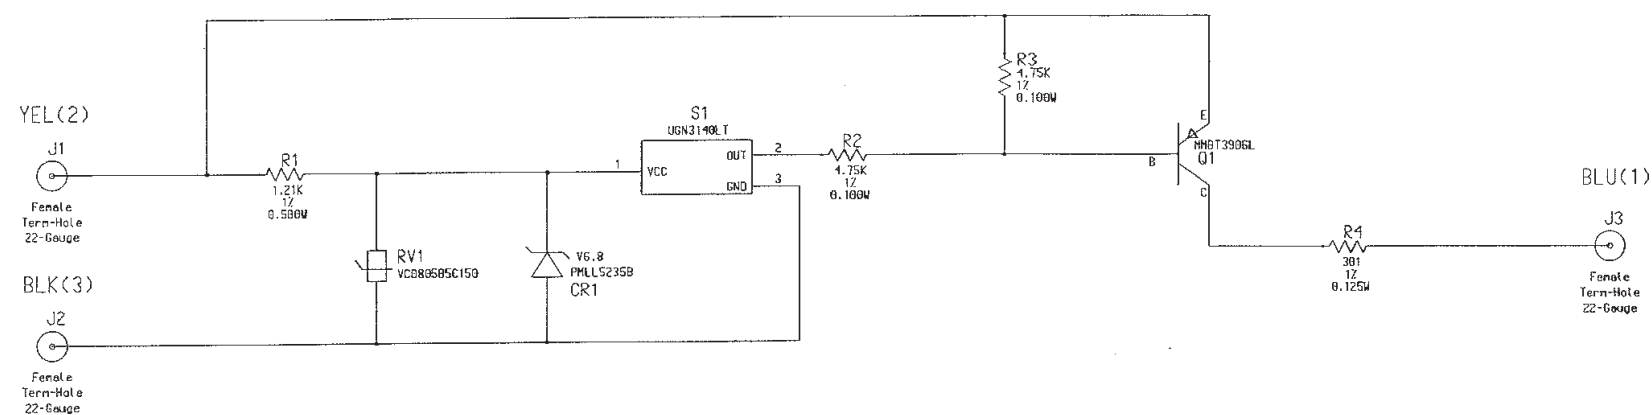 YEL(2)
J1
Female
Term-Hole
22-Gauge
BLK(3)
J2
Female
Term-Hole
22-Gauge
R1
1.21K
1%
0.500W
RV1
VC080505C150
V6.8
PMLL5235B
CR1
S1
UGN3140LT
1
VCC
OUT
GND
2
3
R2
4.75K
1%
0.100W
R3
4.75K
1%
0.100W
E
B
C
MMBT3906L
Q1
R4
301
1%
0.125W
BLU(1)
J3
Female
Term-Hole
22-Gauge